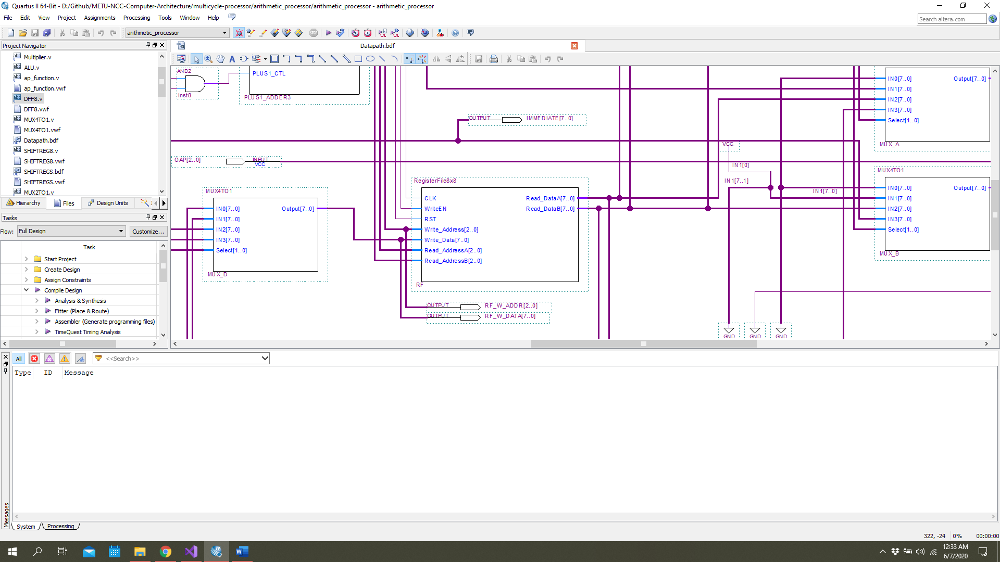 Quartus II 64-Bit - D:/Github/METU-NCC-Computer-Architecture/multicycle-processor/arithmetic_processor/arithmetic_processor - arithmetic_processor
File Edit View Project Assignments Processing Tools Window Help
Search altera.com
arithmetic_processor
Project Navigator
Multiplier.v
ALU.v
ap_function.v
ap_function.vwf
DFF8.v
DFF8.vwf
MUX4TO1.v
MUX4TO1.vwf
Datapath.bdf
SHIFTREG8.v
SHIFTREG8.vwf
SHIFTREGS.bdf
SHIFTREGS.vwf
MUX2TO1.v
Hierarchy Files Design Units
Tasks
Flow: Full Design Customize...
Task
Start Project
Create Design
Assign Constraints
Compile Design
Analysis & Synthesis
Fitter (Place & Route)
Assembler (Generate programming files)
TimeQuest Timing Analysis
Datapath.bdf
AND2
inst8
PLUS1_CTL
PLUS1_ADDER3
OUTPUT IMMEDIATE[7..0]
OAP[2..0] INPUT
VCC
MUX4TO1
IN0[7..0] Output[7..0]
IN1[7..0]
IN2[7..0]
IN3[7..0]
Select[1..0]
MUX_D
RegisterFile8x8
CLK Read_DataA[7..0]
WriteEN Read_DataB[7..0]
RST
Write_Address[2..0]
Write_Data[7..0]
Read_AddressA[2..0]
Read_AddressB[2..0]
RF
OUTPUT RF_W_ADDR[2..0]
OUTPUT RF_W_DATA[7..0]
VCC
IN1[0]
IN1[7..1]
IN1[7..0]
GND GND GND
IN0[7..0] Output[7..0]
IN1[7..0]
IN2[7..0]
IN3[7..0]
Select[1..0]
MUX_A
MUX4TO1
IN0[7..0] Output[7..0]
IN1[7..0]
IN2[7..0]
IN3[7..0]
Select[1..0]
MUX_B
All <<Search>>
Type ID Message
Messages
System Processing
322, -24 0% 00:00:00
12:33 AM
6/7/2020